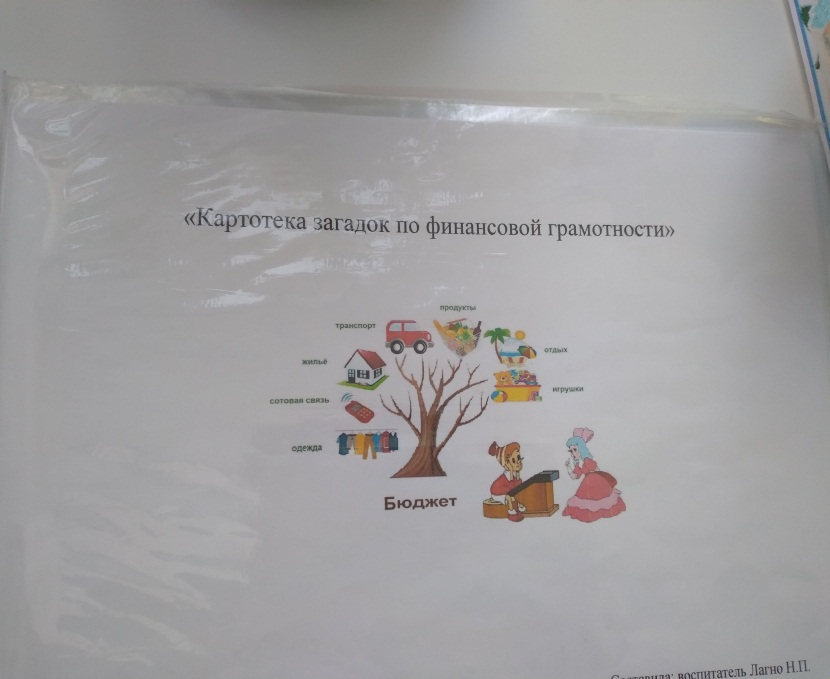 «Картотека загадок по финансовой грамотности»
продукты
транспорт
отдых
жильё
игрушки
сотовая связь
одежда
Бюджет
Составила: воспитатель Лагно Н.П.